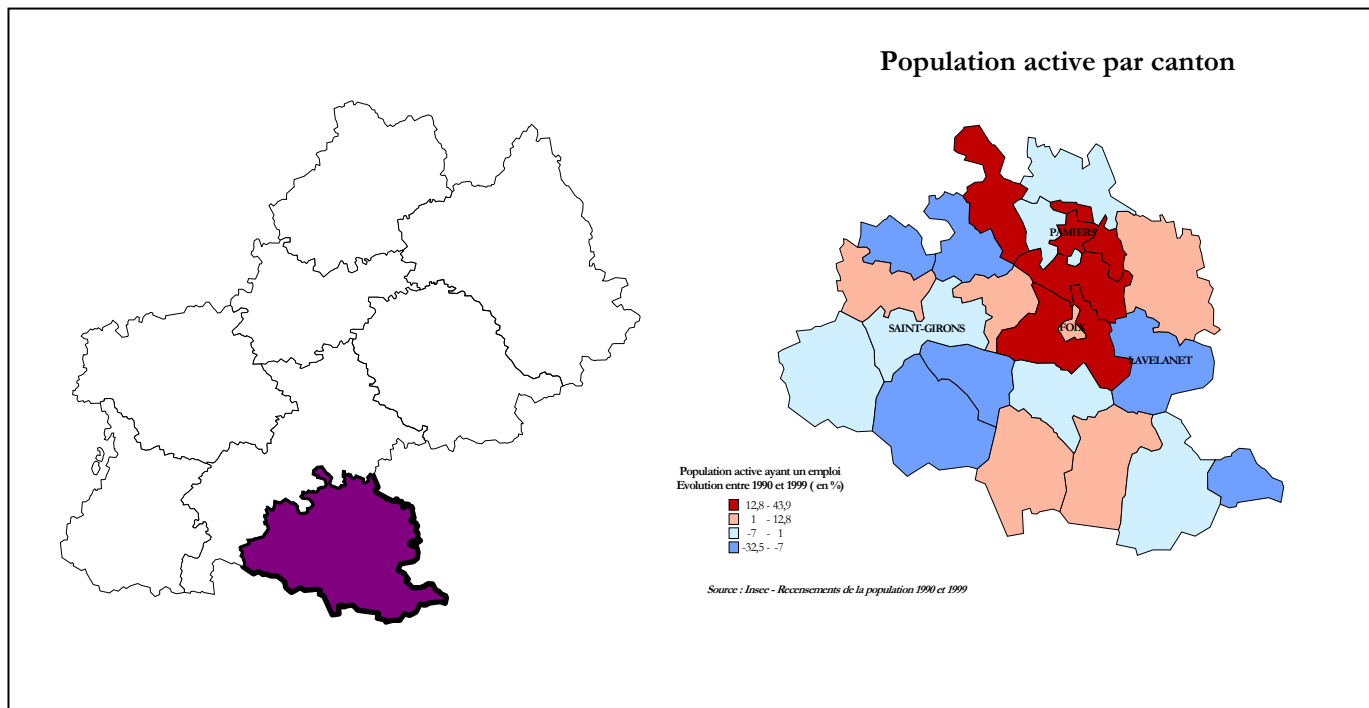 Population active par canton
PAMIERS
SAINT-GIRONS
FOIX
LAVELANET
Population active ayant un emploi
Evolution entre 1990 et 1999 ( en %)
12,8 - 43,9
1 - 12,8
-7 - 1
-32,5 - -7
Source : Insee - Recensements de la population 1990 et 1999